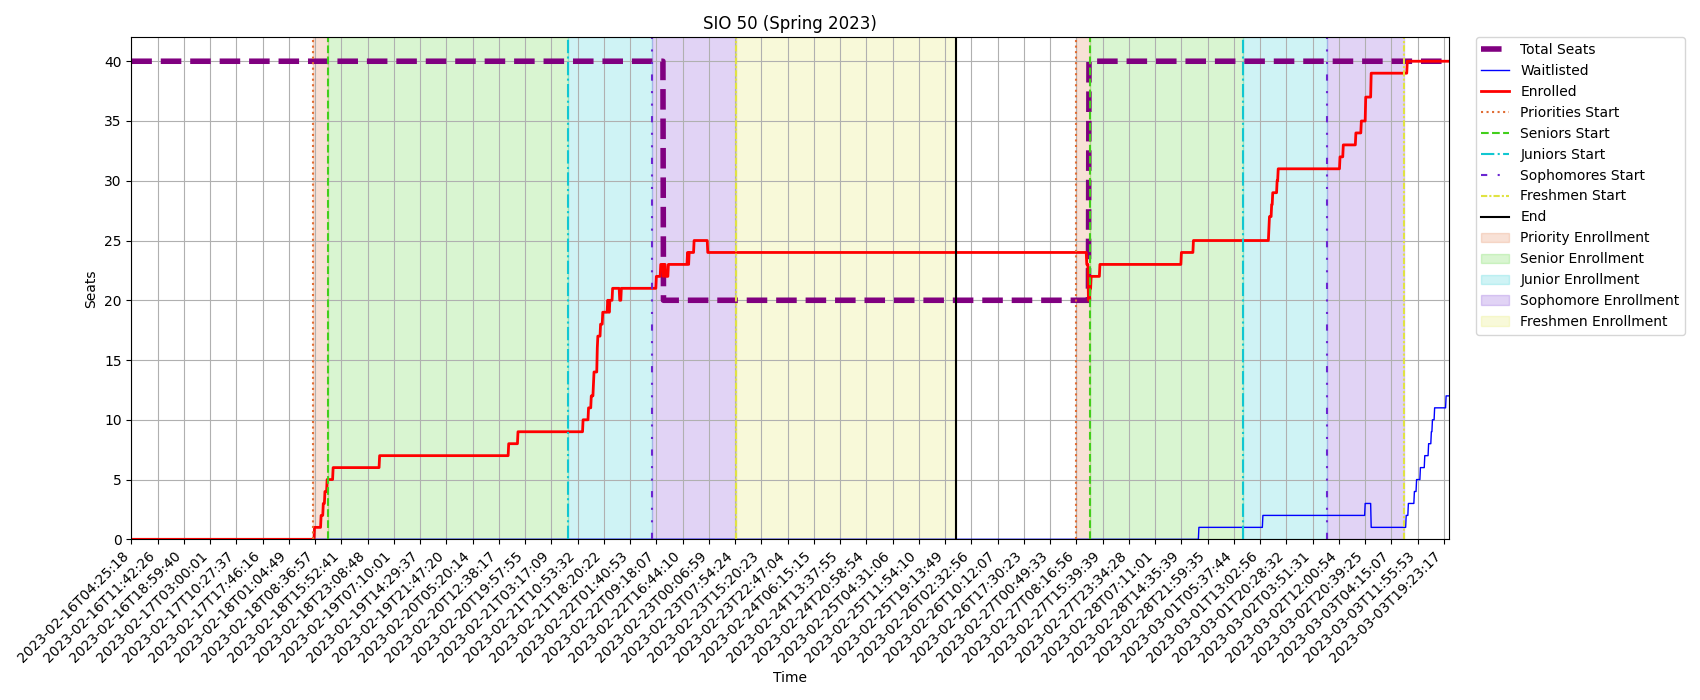 SIO 50 (Spring 2023)
Seats
40
35
30
25
20
15
10
5
0
2023-02-16T04:25:18
2023-02-16T11:42:26
2023-02-16T18:59:40
2023-02-17T03:00:01
2023-02-17T10:27:37
2023-02-17T17:46:16
2023-02-18T01:04:49
2023-02-18T08:36:57
2023-02-18T15:52:41
2023-02-18T23:08:48
2023-02-19T07:10:01
2023-02-19T14:29:37
2023-02-19T21:47:20
2023-02-20T05:20:14
2023-02-20T12:38:17
2023-02-20T19:57:55
2023-02-21T03:17:09
2023-02-21T10:53:32
2023-02-21T18:20:22
2023-02-22T01:40:53
2023-02-22T09:18:07
2023-02-22T16:44:10
2023-02-23T00:06:59
2023-02-23T07:54:24
2023-02-23T15:20:23
2023-02-23T22:47:04
2023-02-24T06:15:15
2023-02-24T13:37:55
2023-02-24T20:58:54
2023-02-25T04:31:06
2023-02-25T11:54:10
2023-02-25T19:13:49
2023-02-26T02:32:56
2023-02-26T10:12:07
2023-02-26T17:30:23
2023-02-27T00:49:33
2023-02-27T08:16:56
2023-02-27T15:39:39
2023-02-27T23:34:28
2023-02-28T07:11:01
2023-02-28T14:35:39
2023-02-28T21:59:35
2023-03-01T05:37:44
2023-03-01T13:02:56
2023-03-01T20:28:32
2023-03-02T03:51:31
2023-03-02T12:00:54
2023-03-02T20:39:25
2023-03-03T04:15:07
2023-03-03T11:55:53
2023-03-03T19:23:17
Time
Total Seats
Waitlisted
Enrolled
Priorities Start
Seniors Start
Juniors Start
Sophomores Start
Freshmen Start
End
Priority Enrollment
Senior Enrollment
Junior Enrollment
Sophomore Enrollment
Freshmen Enrollment